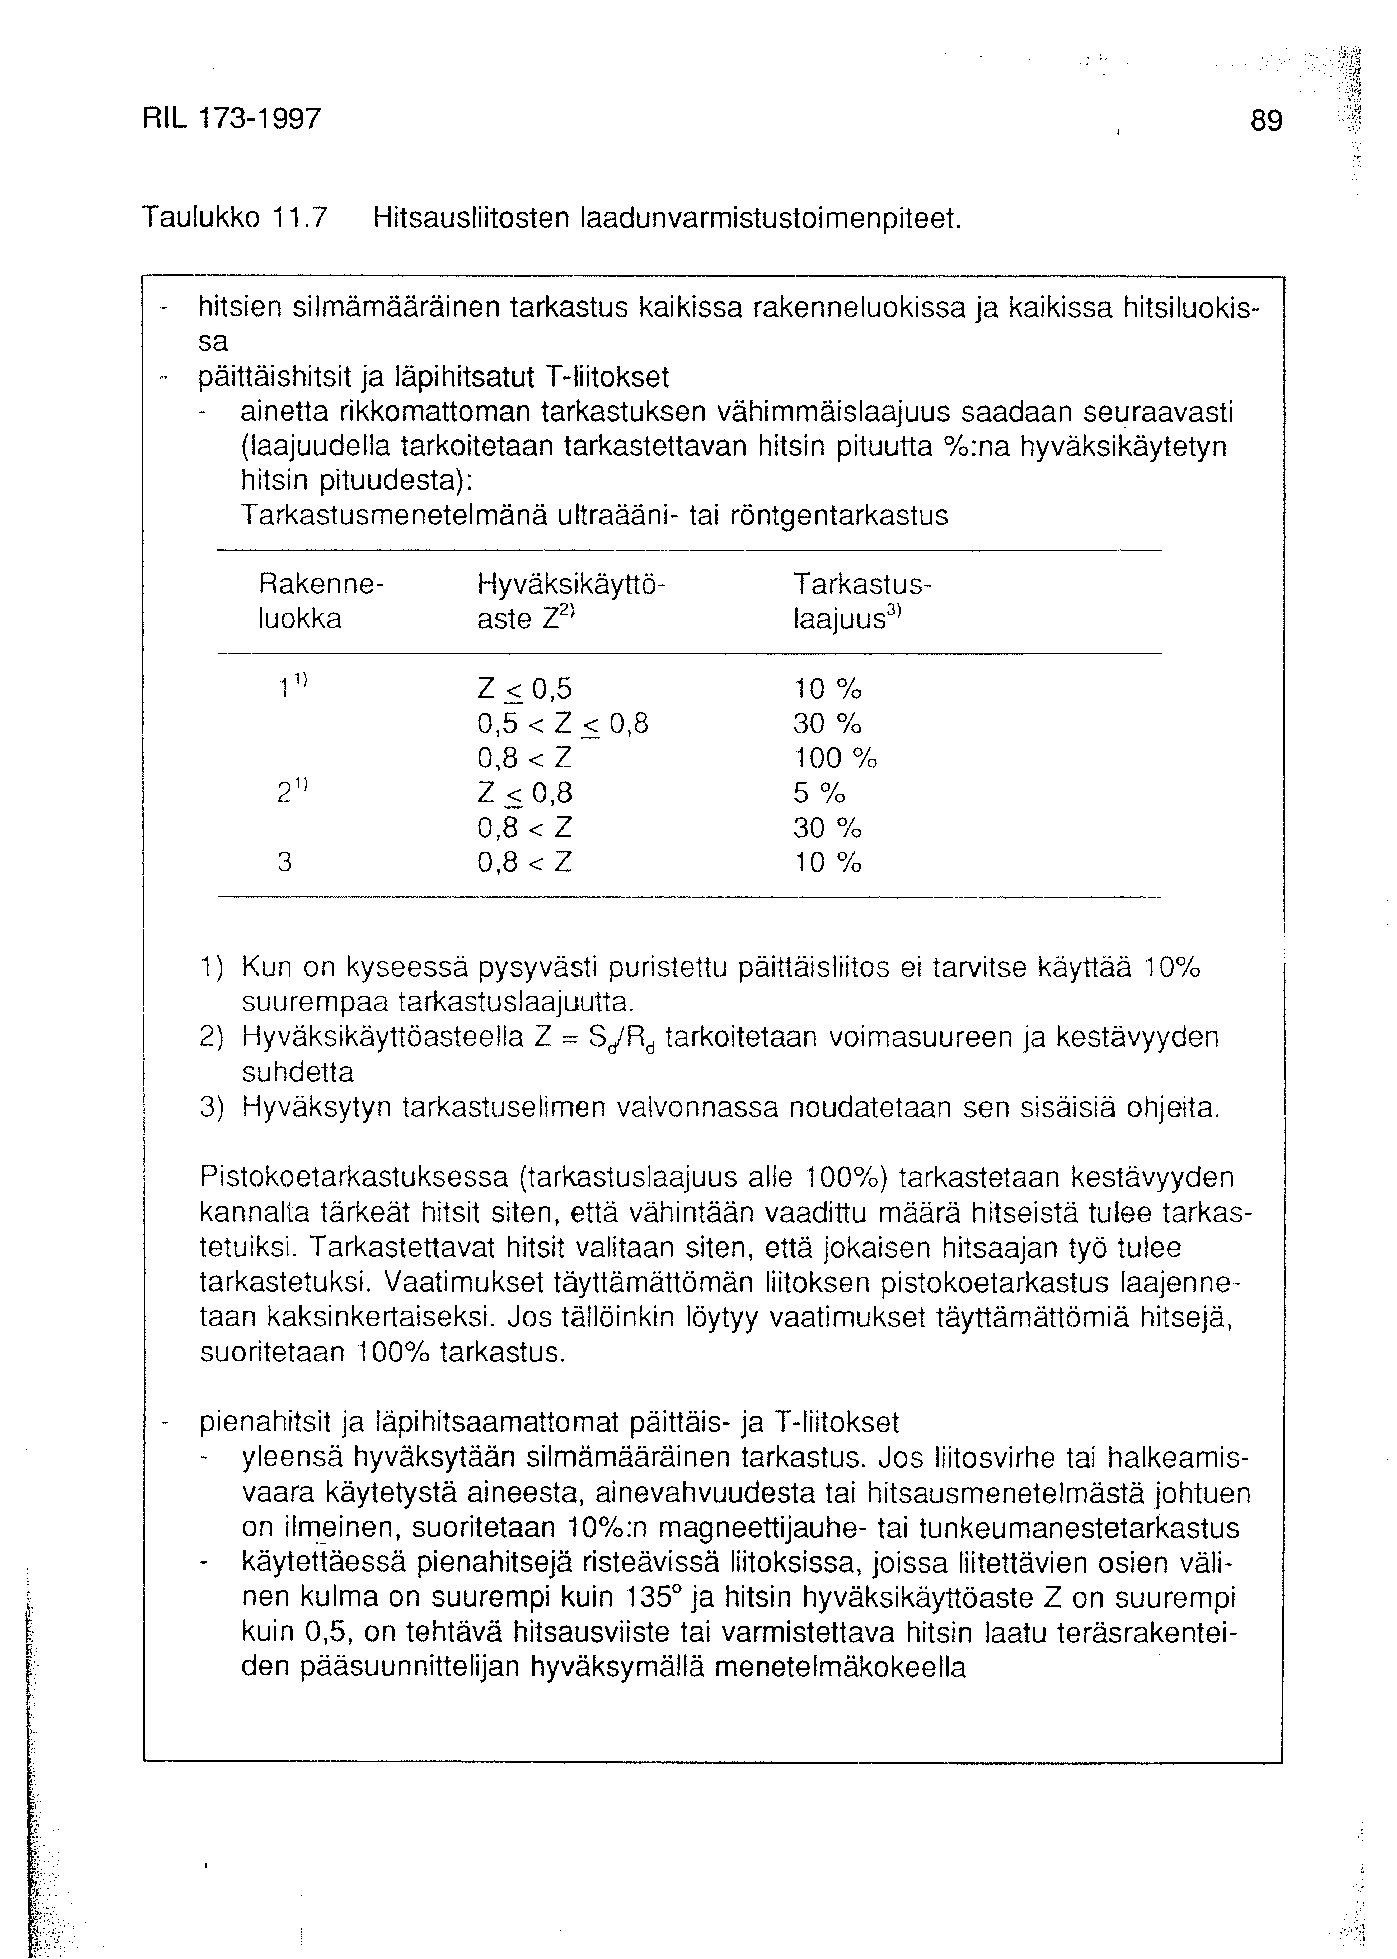 RIL 173-1997 89
Taulukko 11.7 Hitsausliitosten laadunvarmistustoimenpiteet.
- hitsien silmämääräinen tarkastus kaikissa rakenneluokissa ja kaikissa hitsiluokis-
sa
- päittäishitsit ja läpihitsatut T-liitokset
- ainetta rikkomattoman tarkastuksen vähimmäislaajuus saadaan seuraavasti
(laajuudella tarkoitetaan tarkastettavan hitsin pituutta %:na hyväksikäytetyn
hitsin pituudesta):
Tarkastusmenetelmänä ultraääni- tai röntgentarkastus
Rakenne- Hyväksikäyttö- Tarkastus-
luokka aste Z²⁾ laajuus³⁾
1¹⁾ Z ≤ 0,5 10 %
0,5 < Z ≤ 0,8 30 %
0,8 < Z 100 %
2¹⁾ Z ≤ 0,8 5 %
0,8 < Z 30 %
3 0,8 < Z 10 %
1) Kun on kyseessä pysyvästi puristettu päittäisliitos ei tarvitse käyttää 10%
suurempaa tarkastuslaajuutta.
2) Hyväksikäyttöasteella Z = S_d/R_d tarkoitetaan voimasuureen ja kestävyyden
suhdetta
3) Hyväksytyn tarkastuselimen valvonnassa noudatetaan sen sisäisiä ohjeita.
Pistokoetarkastuksessa (tarkastuslaajuus alle 100%) tarkastetaan kestävyyden
kannalta tärkeät hitsit siten, että vähintään vaadittu määrä hitseistä tulee tarkas-
tetuiksi. Tarkastettavat hitsit valitaan siten, että jokaisen hitsaajan työ tulee
tarkastetuksi. Vaatimukset täyttämättömän liitoksen pistokoetarkastus laajenne-
taan kaksinkertaiseksi. Jos tällöinkin löytyy vaatimukset täyttämättömiä hitsejä,
suoritetaan 100% tarkastus.
- pienahitsit ja läpihitsaamattomat päittäis- ja T-liitokset
- yleensä hyväksytään silmämääräinen tarkastus. Jos liitosvirhe tai halkeamis-
vaara käytetystä aineesta, ainevahvuudesta tai hitsausmenetelmästä johtuen
on ilmeinen, suoritetaan 10%:n magneettijauhe- tai tunkeumanestetarkastus
- käytettäessä pienahitsejä risteävissä liitoksissa, joissa liitettävien osien väli-
nen kulma on suurempi kuin 135° ja hitsin hyväksikäyttöaste Z on suurempi
kuin 0,5, on tehtävä hitsausviiste tai varmistettava hitsin laatu teräsrakentei-
den pääsuunnittelijan hyväksymällä menetelmäkokeella